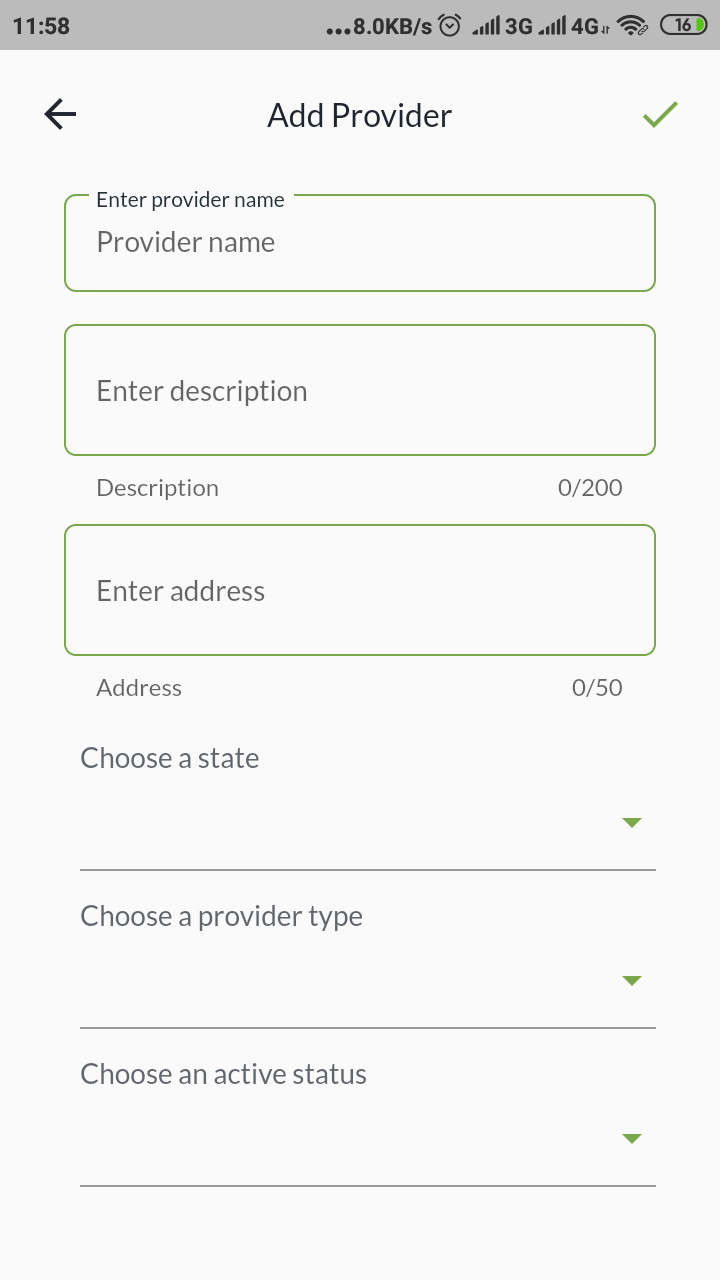 11:58 ...8.0KB/s 3G 4G 16
Add Provider
Enter provider name
Provider name
Enter description
Description 0/200
Enter address
Address 0/50
Choose a state
Choose a provider type
Choose an active status